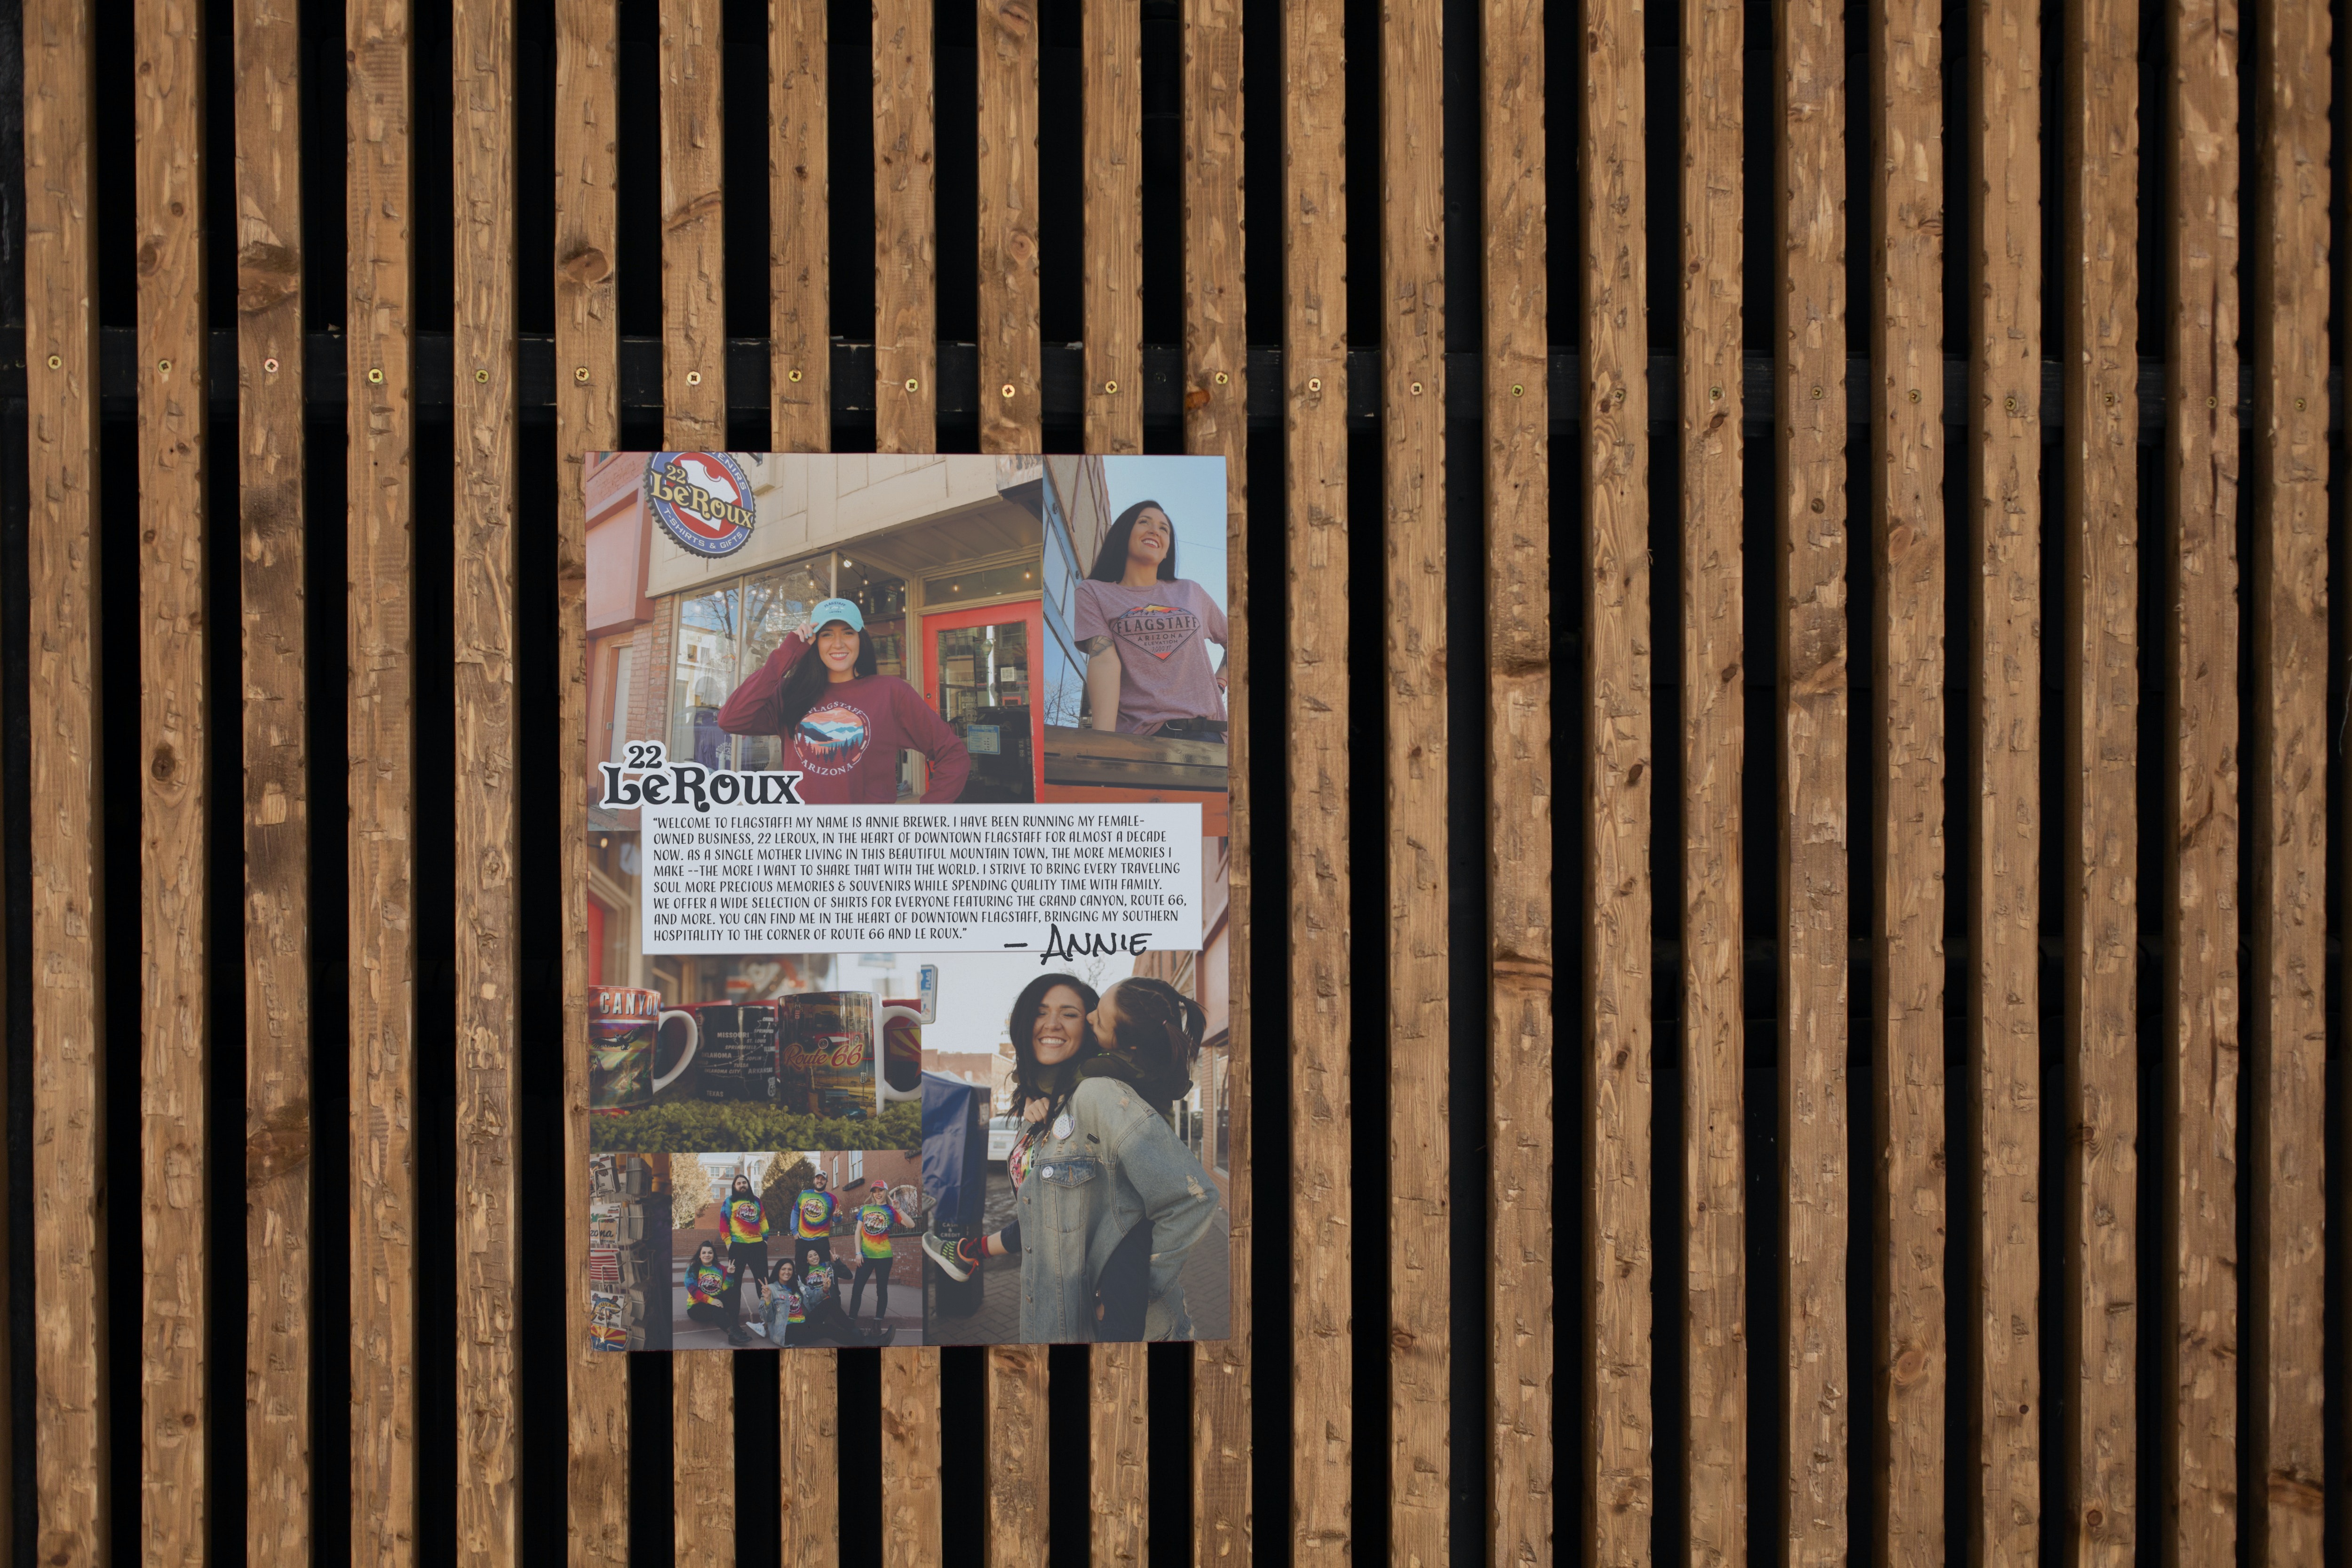 22
LeRoux
T-SHIRTS & GIFTS
FLAGSTAFF
ARIZONA
FLAGSTAFF
ARIZONA
22
LeRoux
"WELCOME TO FLAGSTAFF! MY NAME IS ANNIE BREWER. I HAVE BEEN RUNNING MY FEMALE-
OWNED BUSINESS, 22 LEROUX, IN THE HEART OF DOWNTOWN FLAGSTAFF FOR ALMOST A DECADE
NOW. AS A SINGLE MOTHER LIVING IN THIS BEAUTIFUL MOUNTAIN TOWN, THE MORE MEMORIES I
MAKE --THE MORE I WANT TO SHARE THAT WITH THE WORLD. I STRIVE TO BRING EVERY TRAVELING
SOUL MORE PRECIOUS MEMORIES & SOUVENIRS WHILE SPENDING QUALITY TIME WITH FAMILY.
WE OFFER A WIDE SELECTION OF SHIRTS FOR EVERYONE FEATURING THE GRAND CANYON, ROUTE 66,
AND MORE. YOU CAN FIND ME IN THE HEART OF DOWNTOWN FLAGSTAFF, BRINGING MY SOUTHERN
HOSPITALITY TO THE CORNER OF ROUTE 66 AND LE ROUX."
- ANNIE
CANYO
MISSOURI
Route 66